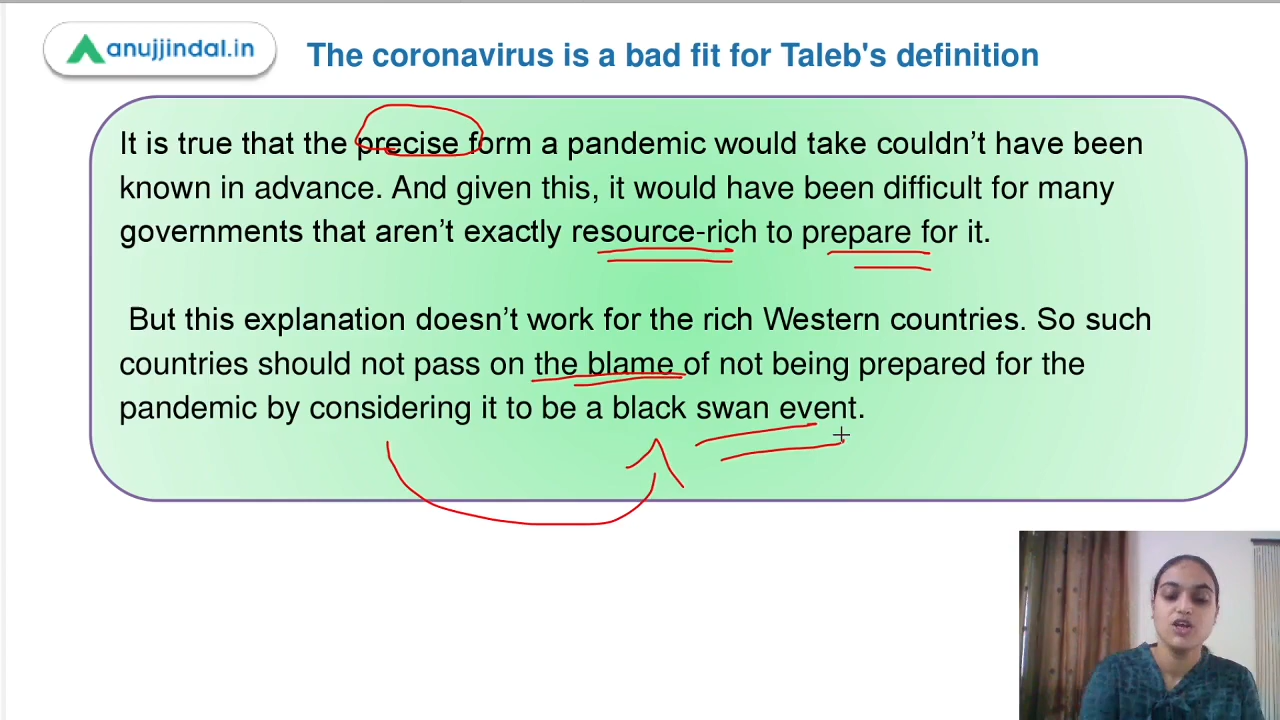 anujjindal.in
The coronavirus is a bad fit for Taleb's definition
It is true that the precise form a pandemic would take couldn’t have been
known in advance. And given this, it would have been difficult for many
governments that aren’t exactly resource-rich to prepare for it.
But this explanation doesn’t work for the rich Western countries. So such
countries should not pass on the blame of not being prepared for the
pandemic by considering it to be a black swan event.